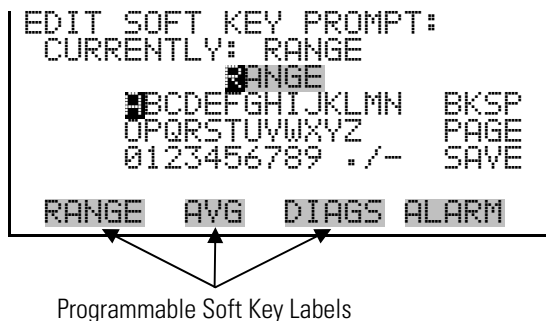 EDIT SOFT KEY PROMPT:
CURRENTLY: RANGE
RANGE
ABCDEFGHIJKLMN BKSP
OPQRSTUVWXYZ PAGE
0123456789 ./- SAVE
RANGE AVG DIAGS ALARM
Programmable Soft Key Labels